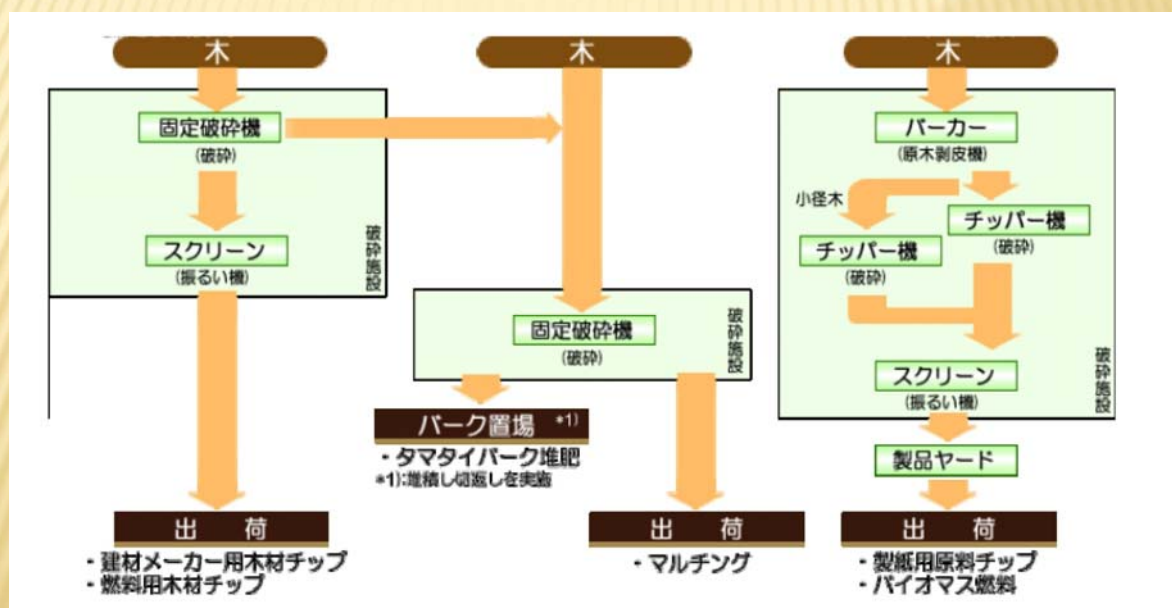 木
固定破砕機
(破砕)
スクリーン
(振るい機)
破砕施設
出 荷
・建材メーカー用木材チップ
・燃料用木材チップ
木
固定破砕機
(破砕)
破砕施設
バーク置場 *1)
・タマタイバーク堆肥
*1):堆積し切返しを実施
出 荷
・マルチング
木
バーカー
(原木剥皮機)
小径木
チッパー機
(破砕)
チッパー機
(破砕)
スクリーン
(振るい機)
破砕施設
製品ヤード
出 荷
・製紙用原料チップ
・バイオマス燃料